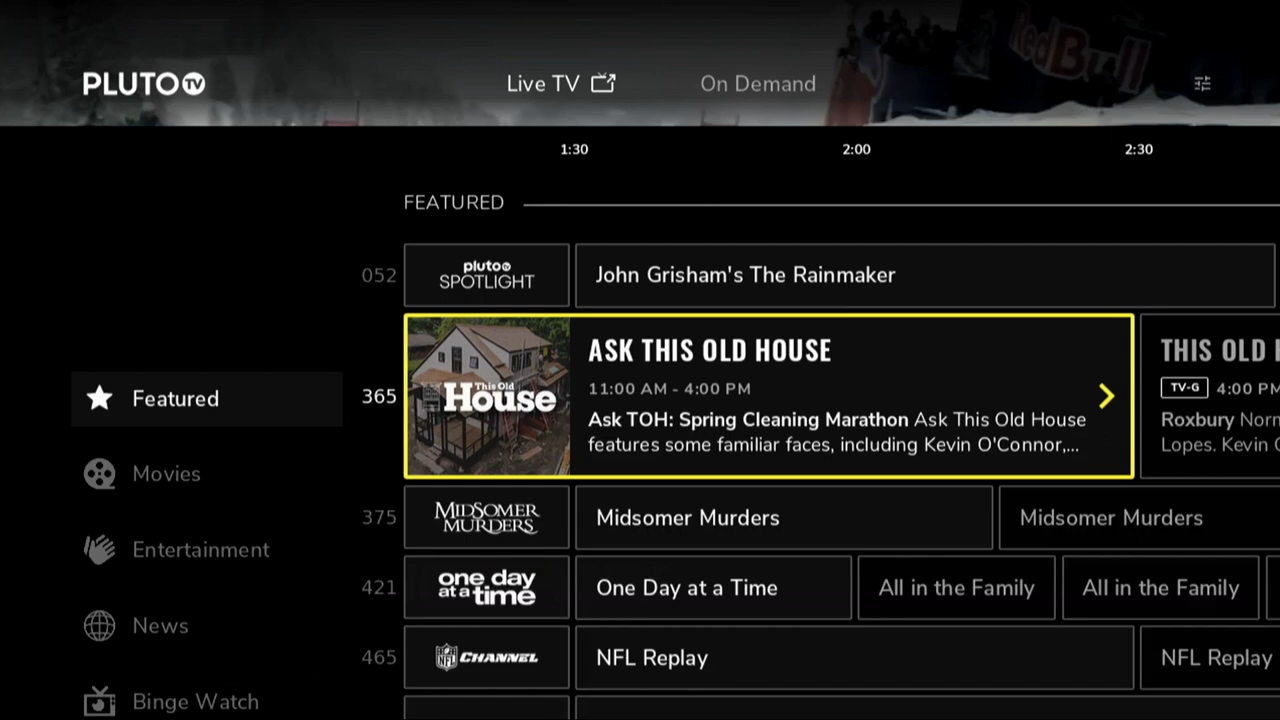 RedBull
PLUTO TV
Live TV
On Demand
1:30
2:00
2:30
FEATURED
052
pluto tv
SPOTLIGHT
John Grisham's The Rainmaker
Featured
365
This Old
House
ASK THIS OLD HOUSE
11:00 AM - 4:00 PM
Ask TOH: Spring Cleaning Marathon Ask This Old House
features some familiar faces, including Kevin O'Connor,...
THIS OLD
TV-G 4:00 PM
Roxbury
Lopes. Kevin
Movies
375
MIDSOMER
MURDERS
Midsomer Murders
Midsomer Murders
Entertainment
421
one day
at a time
One Day at a Time
All in the Family
All in the Family
News
465
NFL CHANNEL
NFL Replay
NFL Replay
Binge Watch